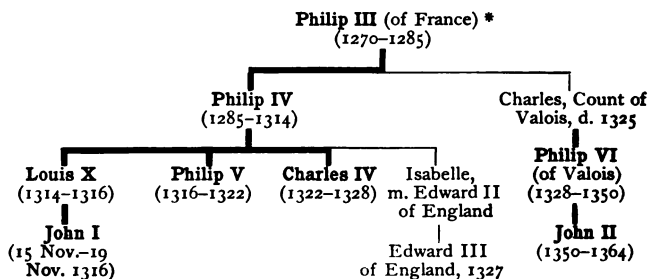 Philip III (of France) *
(1270–1285)
Philip IV
(1285–1314)
Charles, Count of
Valois, d. 1325
Louis X
(1314–1316)
Philip V
(1316–1322)
Charles IV
(1322–1328)
Isabelle,
m. Edward II
of England
Philip VI
(of Valois)
(1328–1350)
John I
(15 Nov.–19
Nov. 1316)
Edward III
of England, 1327
John II
(1350–1364)